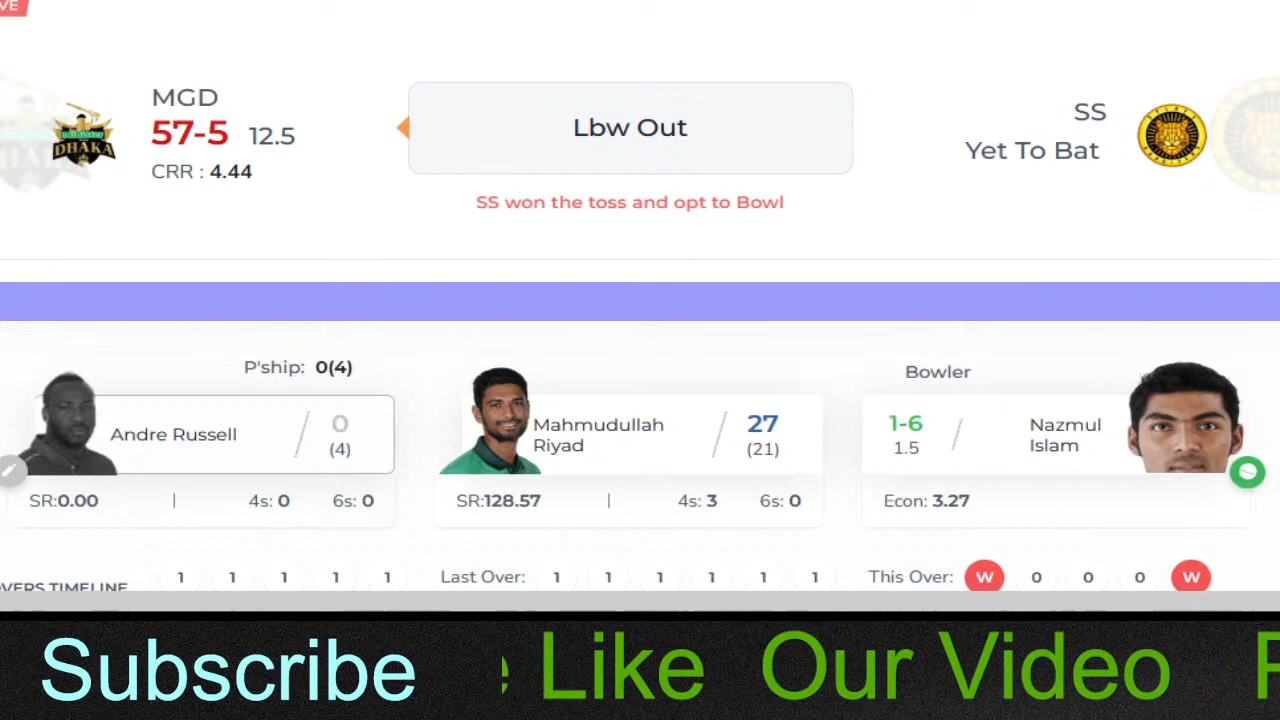 VE
MGD
57-5 12.5
CRR : 4.44
DHAKA
Lbw Out
SS won the toss and opt to Bowl
SS
Yet To Bat
P'ship: 0(4)
Andre Russell
0
(4)
SR:0.00 | 4s: 0 6s: 0
Mahmudullah
Riyad
27
(21)
SR:128.57 | 4s: 3 6s: 0
Bowler
1-6
1.5
Nazmul
Islam
Econ: 3.27
VERS TIMELINE 1 1 1 1 1 Last Over: 1 1 1 1 1 1 This Over: W 0 0 0 W
Subscribe e Like Our Video